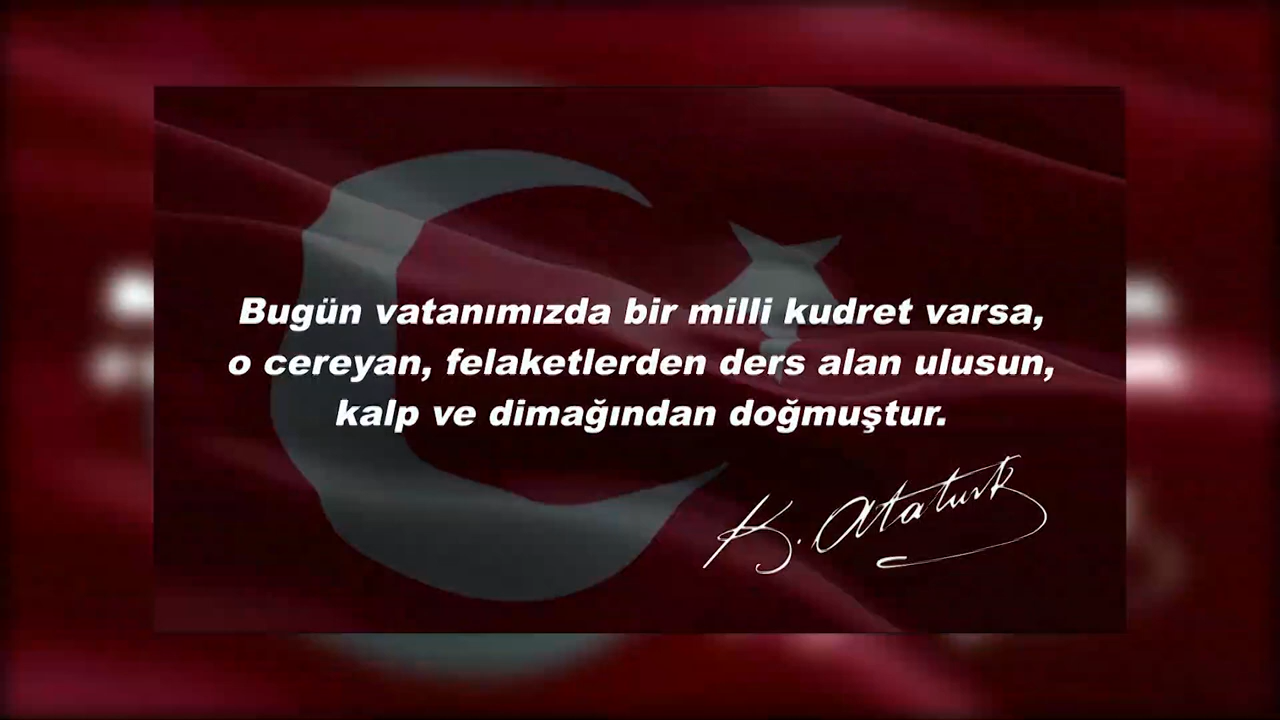 Bugün vatanımızda bir milli kudret varsa,
o cereyan, felaketlerden ders alan ulusun,
kalp ve dimağından doğmuştur.
K. Atatürk